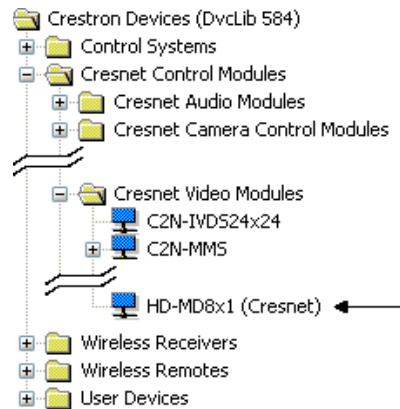 Crestron Devices (DvcLib 584)
Control Systems
Cresnet Control Modules
Cresnet Audio Modules
Cresnet Camera Control Modules
Cresnet Video Modules
C2N-IVDS24x24
C2N-MMS
HD-MD8x1 (Cresnet)
Wireless Receivers
Wireless Remotes
User Devices